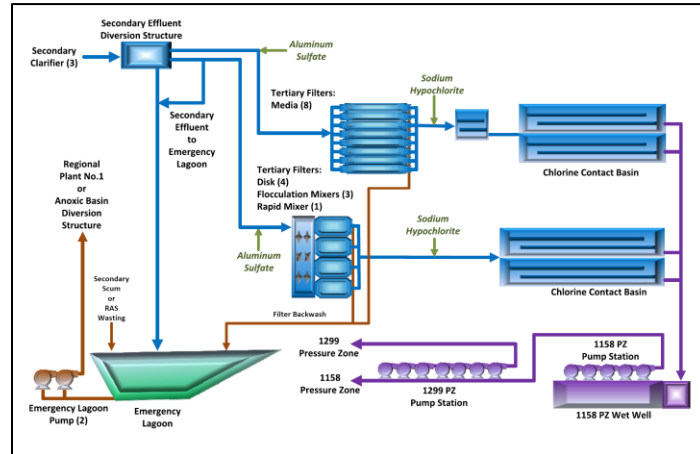 Secondary Effluent
Diversion Structure
Secondary
Clarifier (3)
Aluminum
Sulfate
Sodium
Hypochlorite
Tertiary Filters:
Media (8)
Secondary
Effluent
to
Emergency
Lagoon
Chlorine Contact Basin
Regional
Plant No.1
or
Anoxic Basin
Diversion
Structure
Tertiary Filters:
Disk (4)
Flocculation Mixers (3)
Rapid Mixer (1)
Sodium
Hypochlorite
Aluminum
Sulfate
Chlorine Contact Basin
Secondary
Scum
or
RAS
Wasting
Filter Backwash
1299
Pressure Zone
1158 PZ
Pump Station
1158
Pressure Zone
1299 PZ
Pump Station
Emergency Lagoon
Pump (2)
Emergency
Lagoon
1158 PZ Wet Well